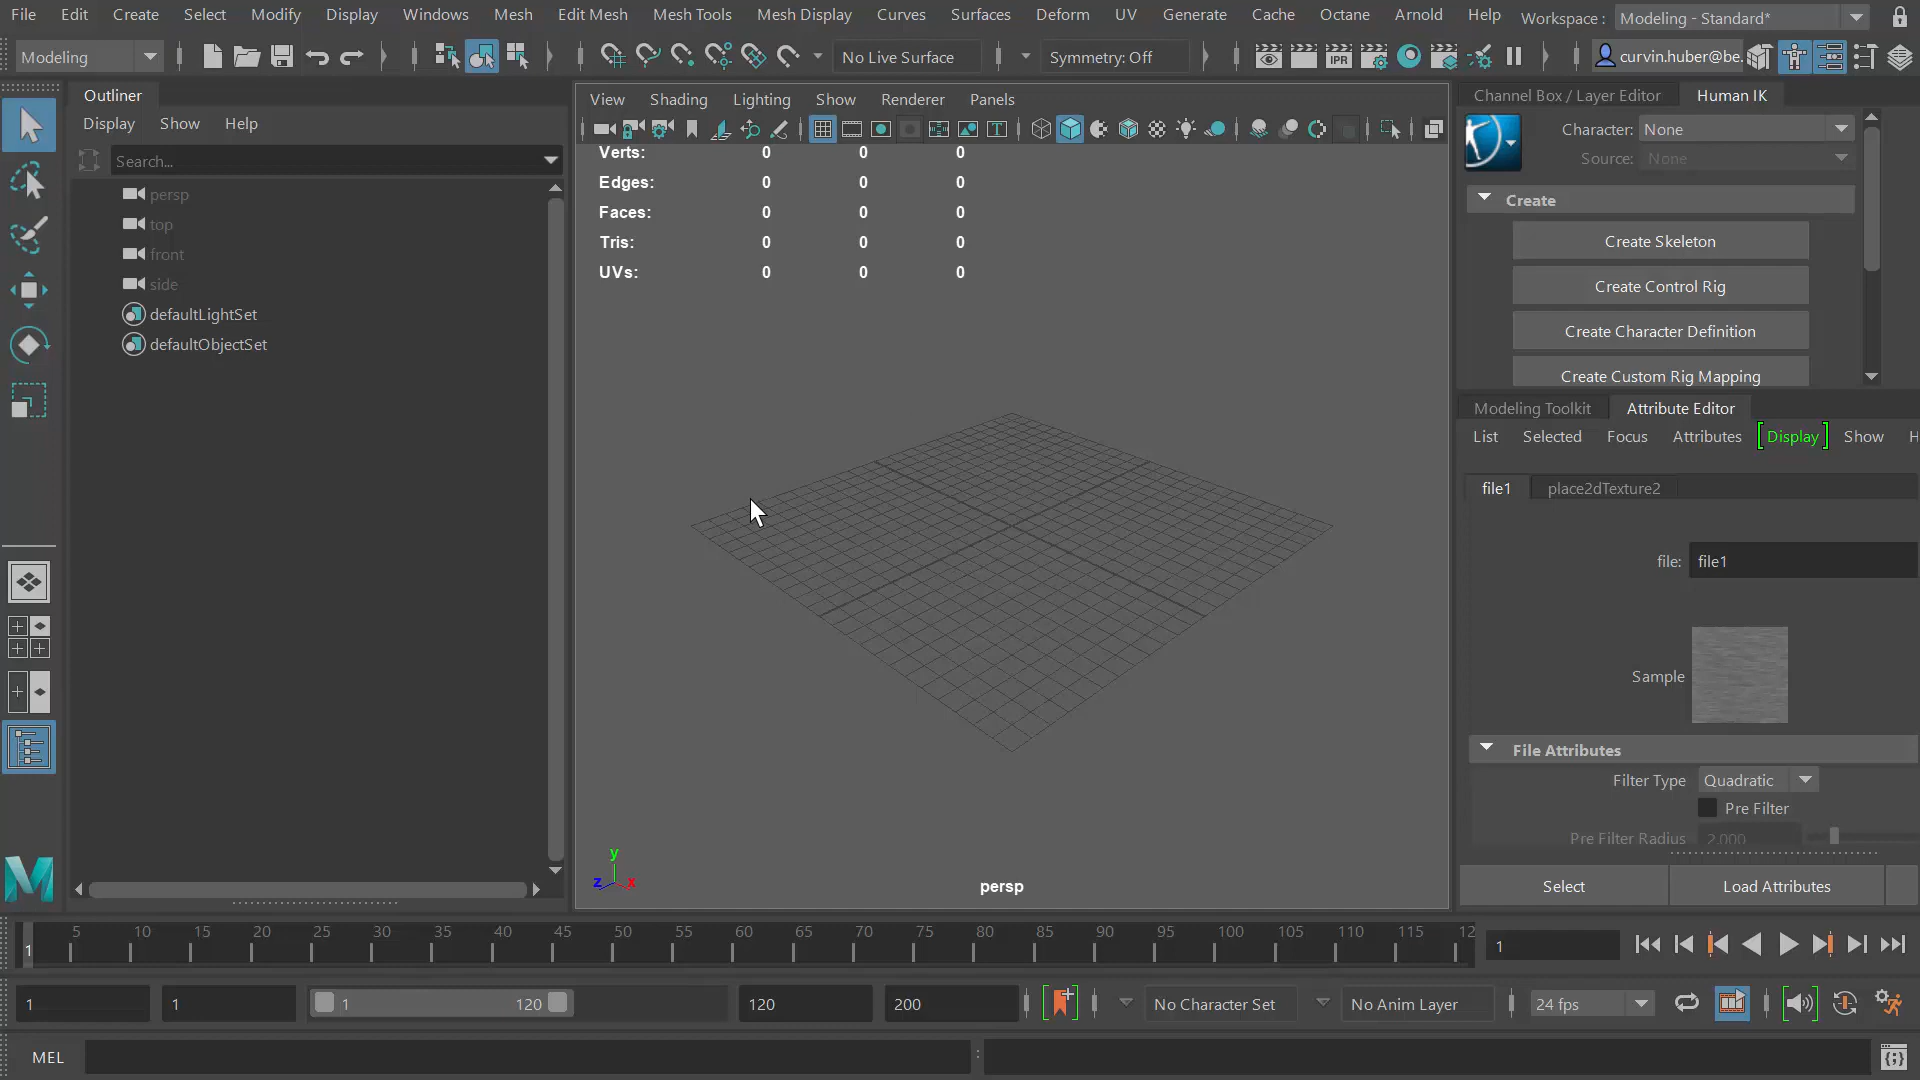 File Edit Create Select Modify Display Windows Mesh Edit Mesh Mesh Tools Mesh Display Curves Surfaces Deform UV Generate Cache Octane Arnold Help Workspace : Modeling - Standard*
Modeling No Live Surface Symmetry: Off IPR curvin.huber@be.
Outliner
Display Show Help
Search...
persp
top
front
side
defaultLightSet
defaultObjectSet
View Shading Lighting Show Renderer Panels
Verts: 0 0 0
Edges: 0 0 0
Faces: 0 0 0
Tris: 0 0 0
UVs: 0 0 0
y
z x
persp
Channel Box / Layer Editor Human IK
Character: None
Source: None
Create
Create Skeleton
Create Control Rig
Create Character Definition
Create Custom Rig Mapping
Modeling Toolkit Attribute Editor
List Selected Focus Attributes Display Show H
file1 place2dTexture2
file: file1
Sample
File Attributes
Filter Type Quadratic
Pre Filter
Pre Filter Radius 2.000
Select Load Attributes
1 5 10 15 20 25 30 35 40 45 50 55 60 65 70 75 80 85 90 95 100 105 110 115 12 1
1 1 1 120 120 200 No Character Set No Anim Layer 24 fps
MEL :